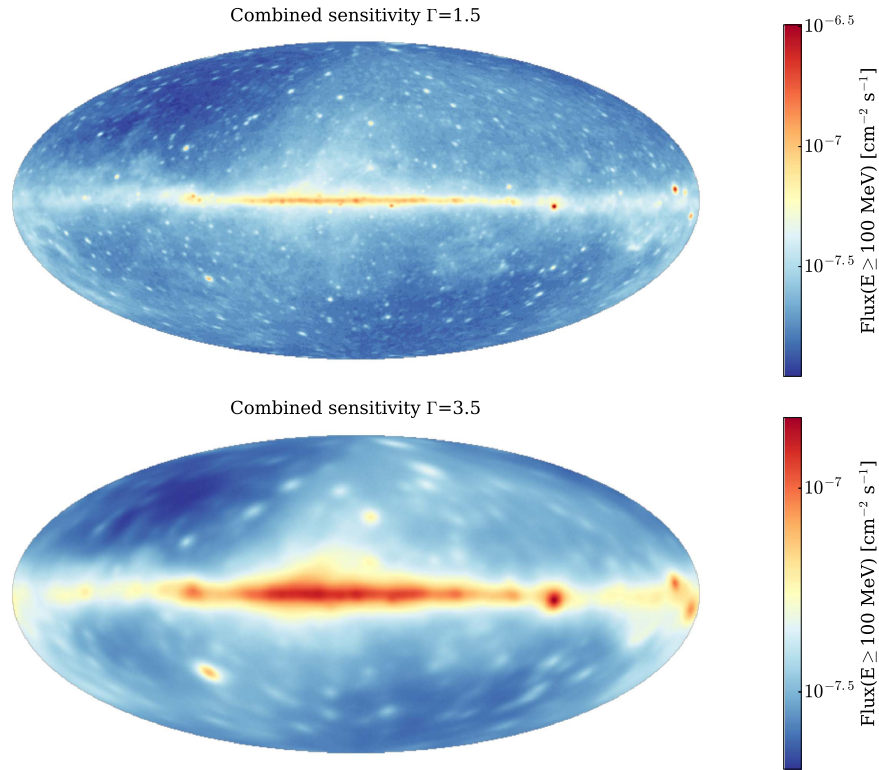 Combined sensitivity Γ=1.5
10⁻⁶·⁵
10⁻⁷
10⁻⁷·⁵
Flux(E ≥ 100 MeV) [cm⁻² s⁻¹]
Combined sensitivity Γ=3.5
10⁻⁷
10⁻⁷·⁵
Flux(E ≥ 100 MeV) [cm⁻² s⁻¹]